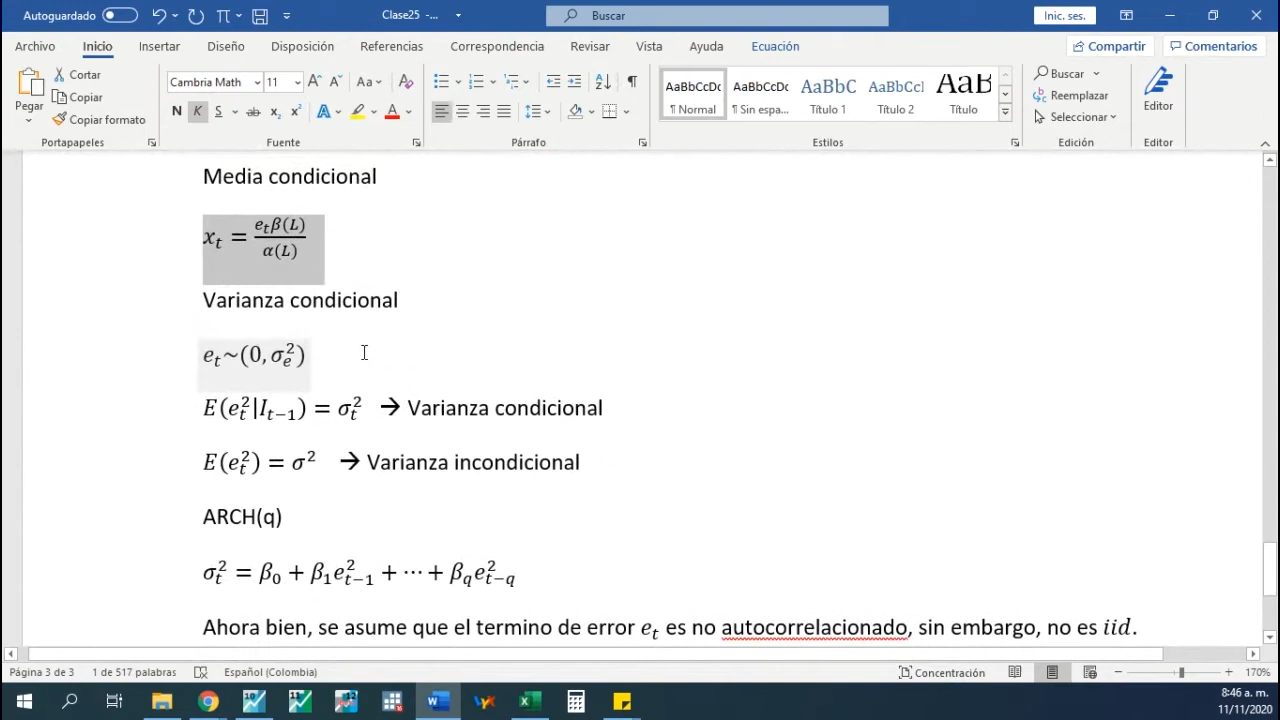 Autoguardado
Clase25 -...
Buscar
Inic. ses.
Archivo Inicio Insertar Diseño Disposición Referencias Correspondencia Revisar Vista Ayuda Ecuación Compartir Comentarios
Pegar
Cortar
Copiar
Copiar formato
Portapapeles
Cambria Math 11
N K S ab x₂ x²
Fuente
Párrafo
AaBbCcDc AaBbCcDc AaBbC AaBbCcI AaB
¶ Normal ¶ Sin espa... Título 1 Título 2 Título
Estilos
Buscar
Reemplazar
Seleccionar
Edición
Editor
Editor
Media condicional
x_t = e_tβ(L) / α(L)
Varianza condicional
e_t~(0, σ_e^2)
E(e_t^2|I_{t−1}) = σ_t^2 → Varianza condicional
E(e_t^2) = σ^2 → Varianza incondicional
ARCH(q)
σ_t^2 = β_0 + β_1e_{t−1}^2 + ⋯ + β_qe_{t−q}^2
Ahora bien, se asume que el termino de error e_t es no autocorrelacionado, sin embargo, no es iid.
Página 3 de 3 1 de 517 palabras Español (Colombia) Concentración 170%
8:46 a. m.
11/11/2020